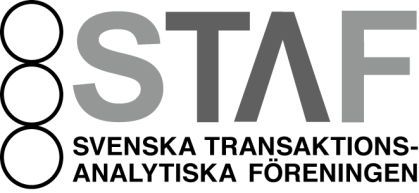 STAF
SVENSKA TRANSAKTIONS-
ANALYTISKA FÖRENINGEN